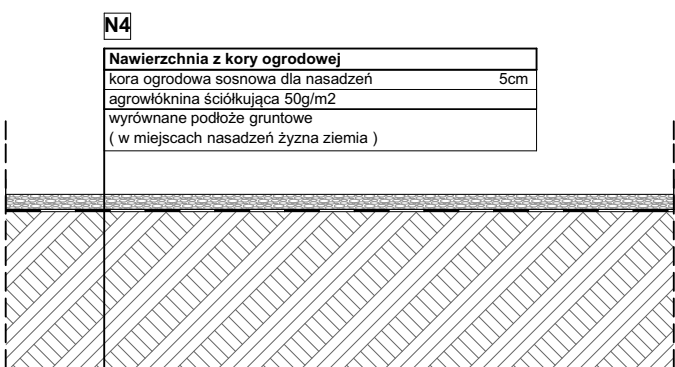 N4
Nawierzchnia z kory ogrodowej
kora ogrodowa sosnowa dla nasadzeń 5cm
agrowłóknina ściółkująca 50g/m2
wyrównane podłoże gruntowe
( w miejscach nasadzeń żyzna ziemia )